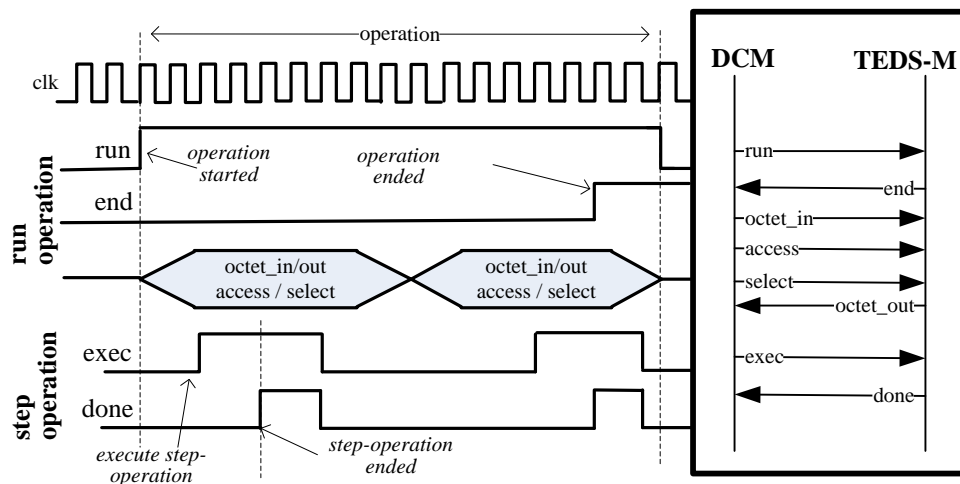 operation
clk
run
operation
started
operation
ended
end
run
operation
octet_in/out
access / select
octet_in/out
access / select
exec
done
step
operation
execute step-
operation
step-operation
ended
DCM
TEDS-M
run
end
octet_in
access
select
octet_out
exec
done